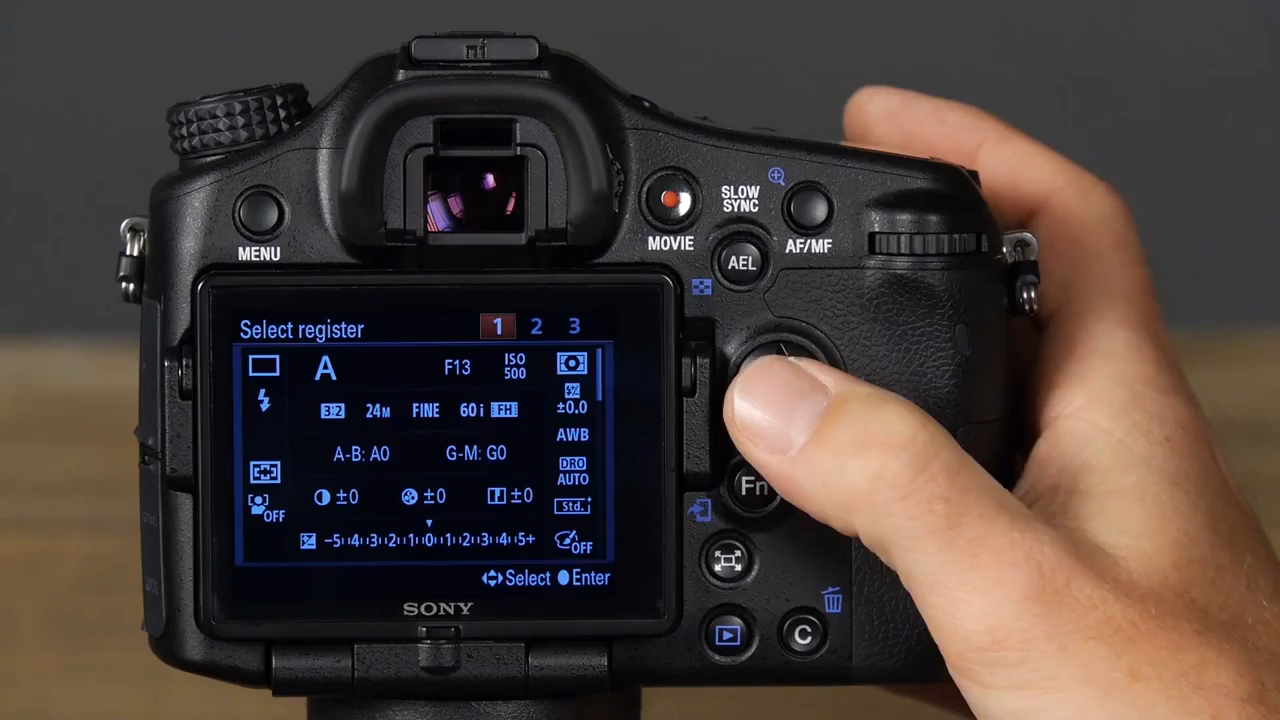 SLOW
SYNC
MENU
MOVIE
AF/MF
AEL
Select register 1 2 3
A F13 ISO
500
±0.0
3:2 24M FINE 60i FH
AWB
A-B: A0 G-M: G0
DRO
AUTO
±0 ±0 ±0
Std.
OFF
−5 4 3 2 1 0 1 2 3 4 5+
OFF
Select Enter
Fn
SONY
C